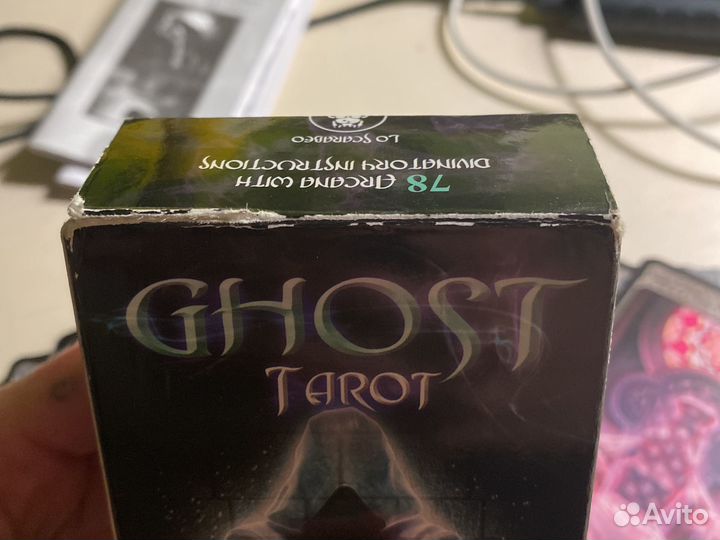 LO SCARABEO
78 ARCANA WITH
DIVINATORY INSTRUCTIONS
GHOST
TAROT
Avito